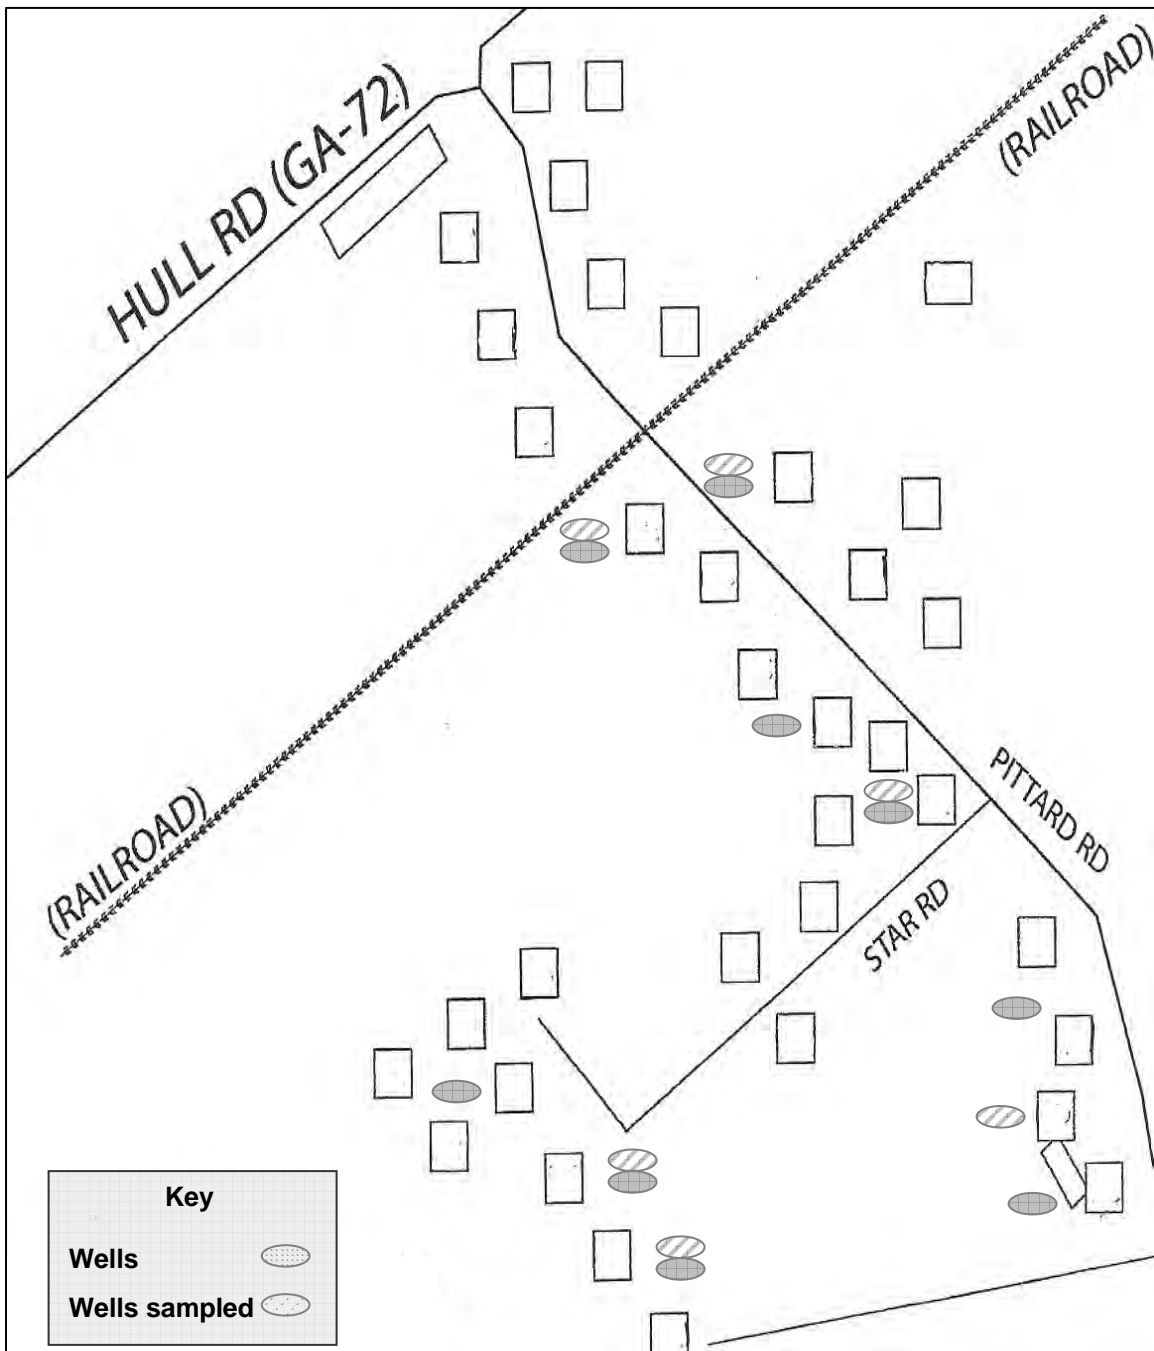 HULL RD (GA-72)
(RAILROAD)
(RAILROAD)
PITTARD RD
STAR RD
Key
Wells
Wells sampled